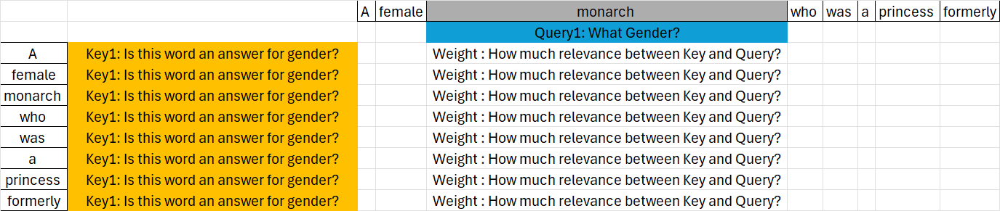 A female monarch who was a princess formerly
Query1: What Gender?
A Key1: Is this word an answer for gender? Weight : How much relevance between Key and Query?
female Key1: Is this word an answer for gender? Weight : How much relevance between Key and Query?
monarch Key1: Is this word an answer for gender? Weight : How much relevance between Key and Query?
who Key1: Is this word an answer for gender? Weight : How much relevance between Key and Query?
was Key1: Is this word an answer for gender? Weight : How much relevance between Key and Query?
a Key1: Is this word an answer for gender? Weight : How much relevance between Key and Query?
princess Key1: Is this word an answer for gender? Weight : How much relevance between Key and Query?
formerly Key1: Is this word an answer for gender? Weight : How much relevance between Key and Query?